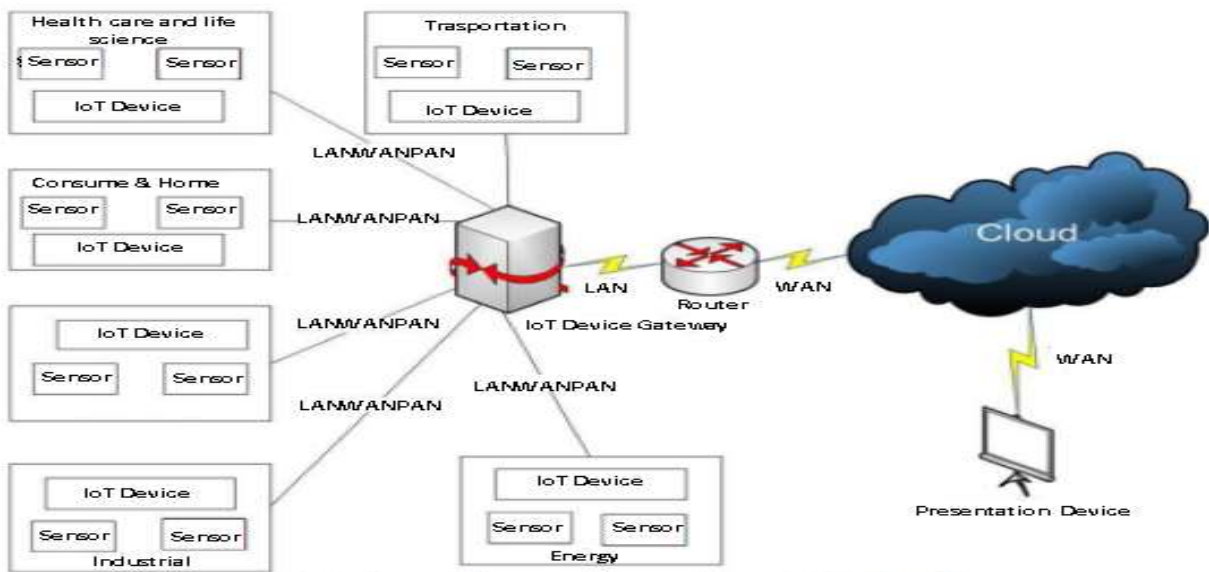 Health care and life
science
Sensor Sensor
IoT Device
Trasportation
Sensor Sensor
IoT Device
LANWANPAN
Consume & Home
Sensor Sensor
IoT Device
LANWANPAN
Cloud
LAN
Router
WAN
IoT Device Gateway
IoT Device
Sensor Sensor
LANWANPAN
LANWANPAN
LANWANPAN
WAN
IoT Device
Sensor Sensor
Industrial
IoT Device
Sensor Sensor
Energy
Presentation Device